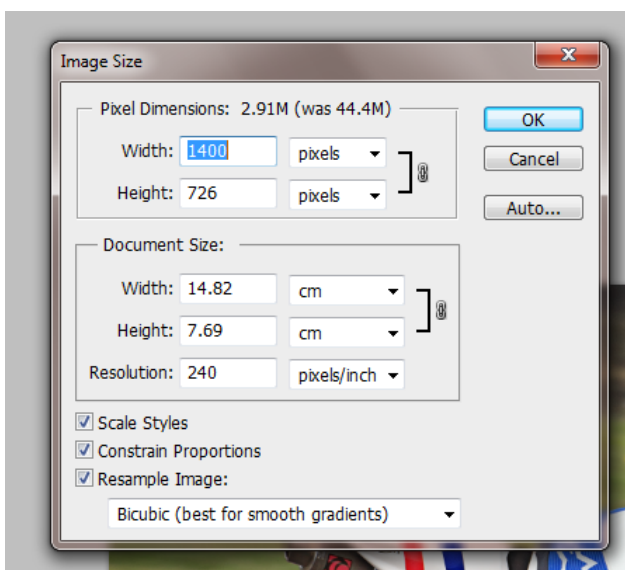 Image Size
Pixel Dimensions: 2.91M (was 44.4M)
OK
Width: 1400 pixels
Cancel
Height: 726 pixels
Auto...
Document Size:
Width: 14.82 cm
Height: 7.69 cm
Resolution: 240 pixels/inch
Scale Styles
Constrain Proportions
Resample Image:
Bicubic (best for smooth gradients)